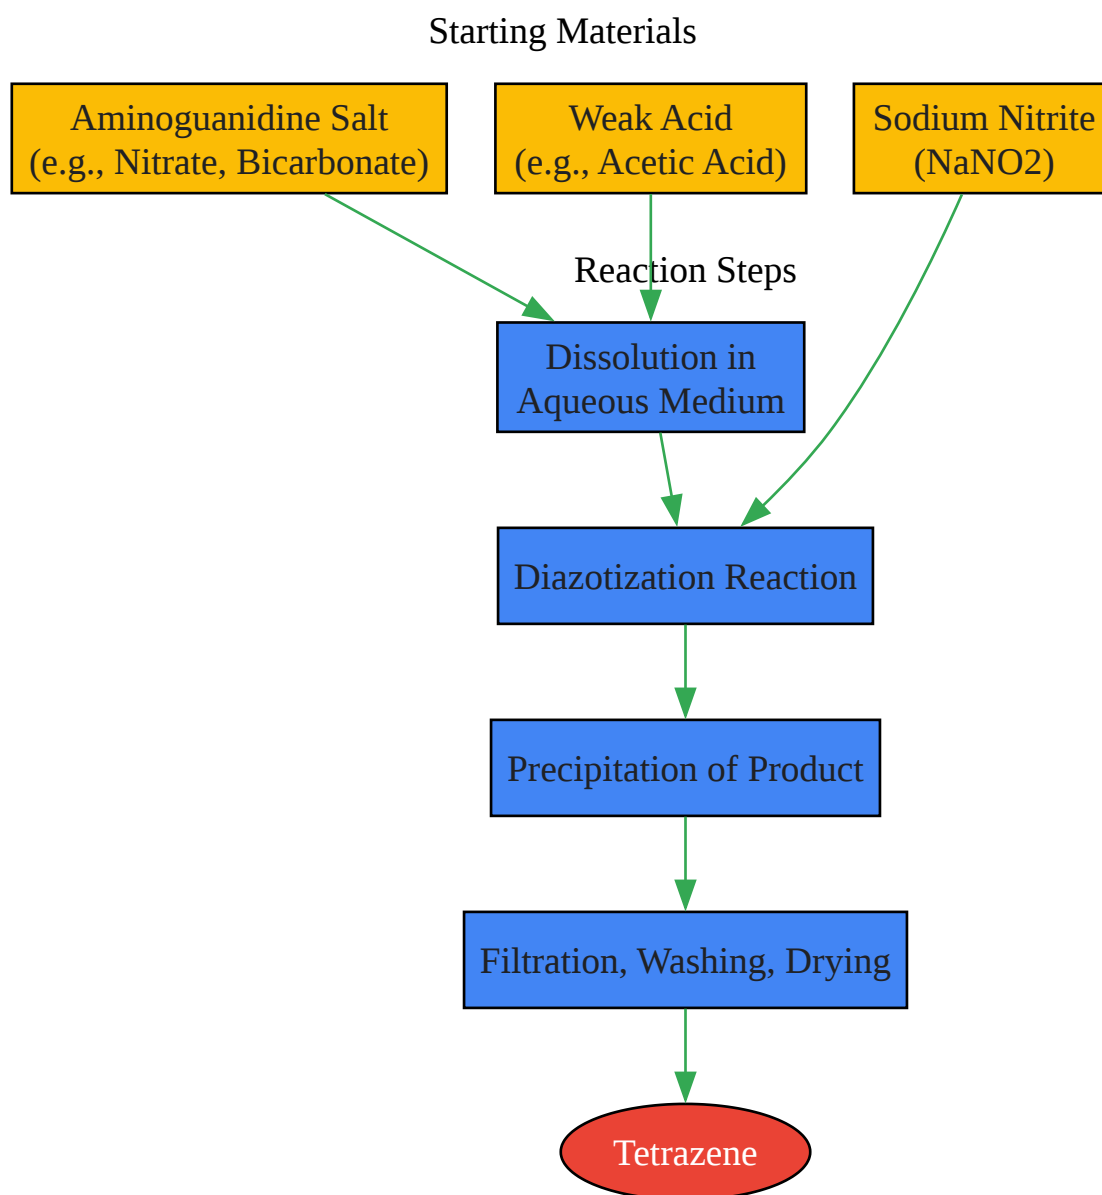 Starting Materials
Aminoguanidine Salt
(e.g., Nitrate, Bicarbonate)
Weak Acid
(e.g., Acetic Acid)
Sodium Nitrite
(NaNO2)
Reaction Steps
Dissolution in
Aqueous Medium
Diazotization Reaction
Precipitation of Product
Filtration, Washing, Drying
Tetrazene